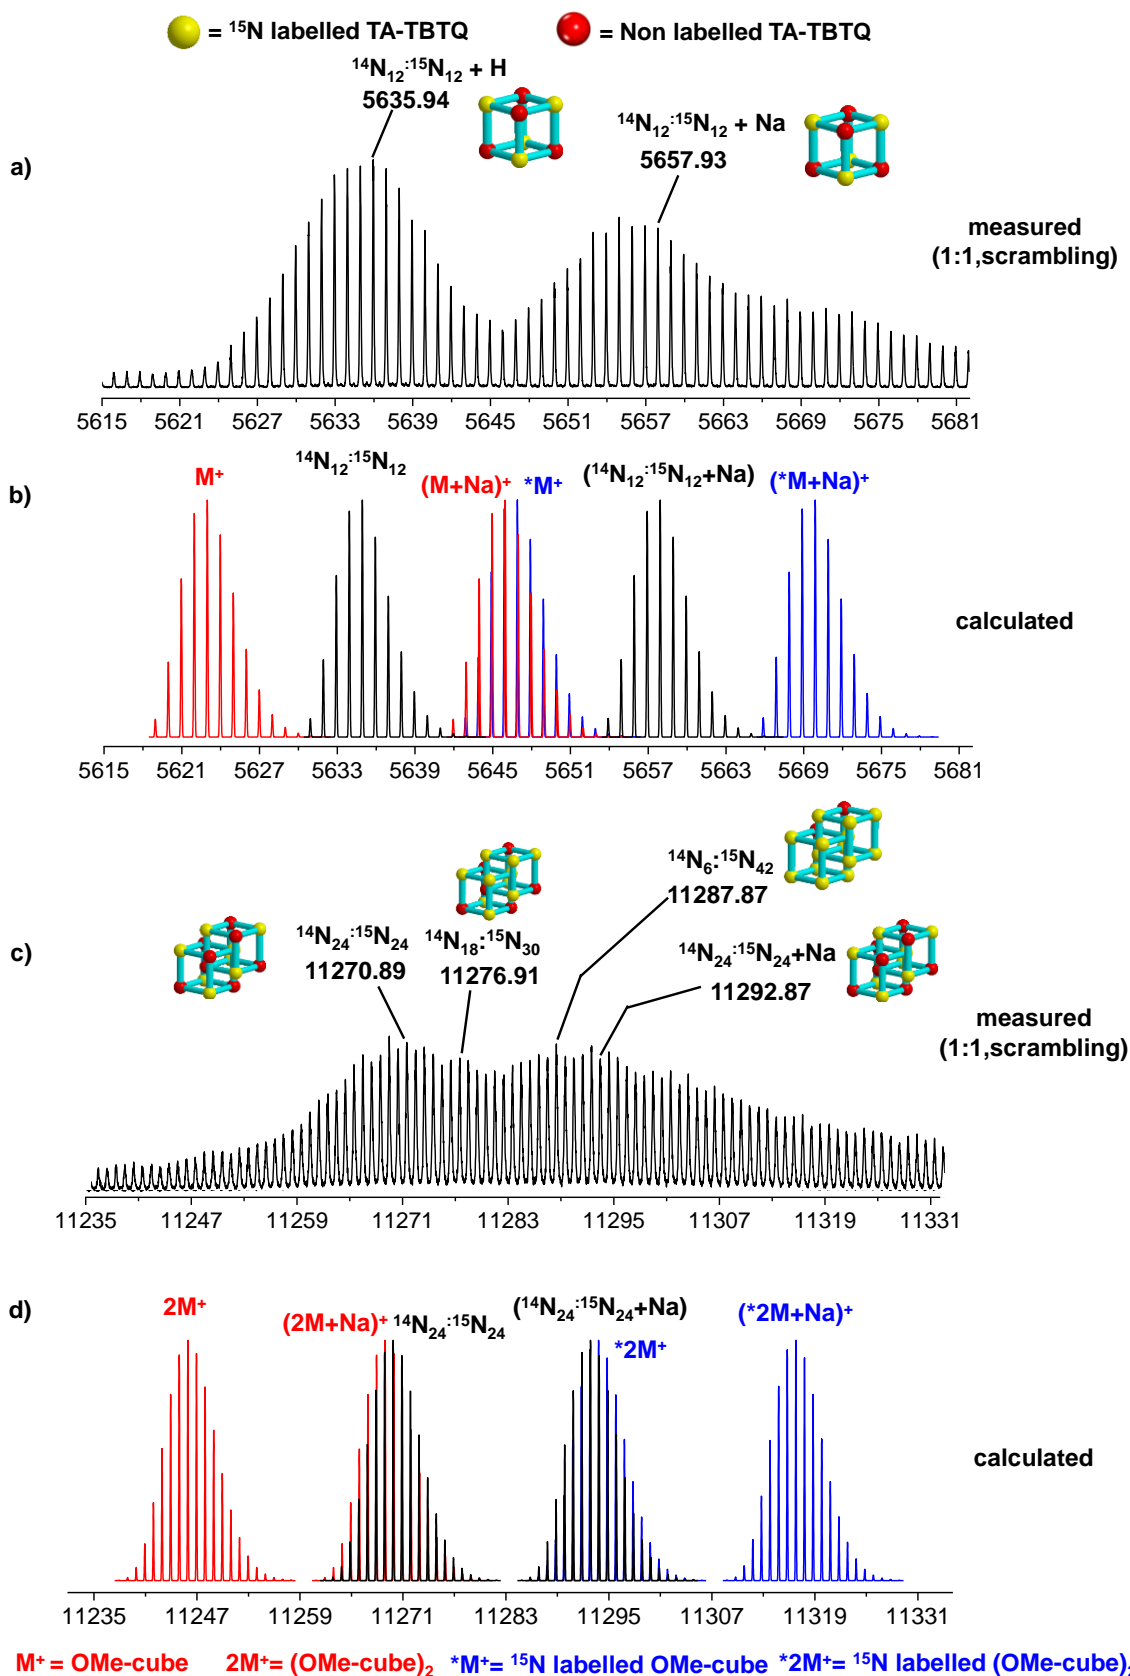 = ¹⁵N labelled TA-TBTQ
= Non labelled TA-TBTQ
a)
¹⁴N₁₂:¹⁵N₁₂ + H
5635.94
¹⁴N₁₂:¹⁵N₁₂ + Na
5657.93
measured
(1:1,scrambling)
5615 5621 5627 5633 5639 5645 5651 5657 5663 5669 5675 5681
b)
M⁺
¹⁴N₁₂:¹⁵N₁₂
(M+Na)⁺
*M⁺
(¹⁴N₁₂:¹⁵N₁₂+Na)
(*M+Na)⁺
calculated
5615 5621 5627 5633 5639 5645 5651 5657 5663 5669 5675 5681
c)
¹⁴N₂₄:¹⁵N₂₄
11270.89
¹⁴N₁₈:¹⁵N₃₀
11276.91
¹⁴N₆:¹⁵N₄₂
11287.87
¹⁴N₂₄:¹⁵N₂₄+Na
11292.87
measured
(1:1,scrambling)
11235 11247 11259 11271 11283 11295 11307 11319 11331
d)
2M⁺
(2M+Na)⁺
¹⁴N₂₄:¹⁵N₂₄
(¹⁴N₂₄:¹⁵N₂₄+Na)
*2M⁺
(*2M+Na)⁺
calculated
11235 11247 11259 11271 11283 11295 11307 11319 11331
M⁺ = OMe-cube 2M⁺= (OMe-cube)₂ *M⁺= ¹⁵N labelled OMe-cube *2M⁺= ¹⁵N labelled (OMe-cube)₂